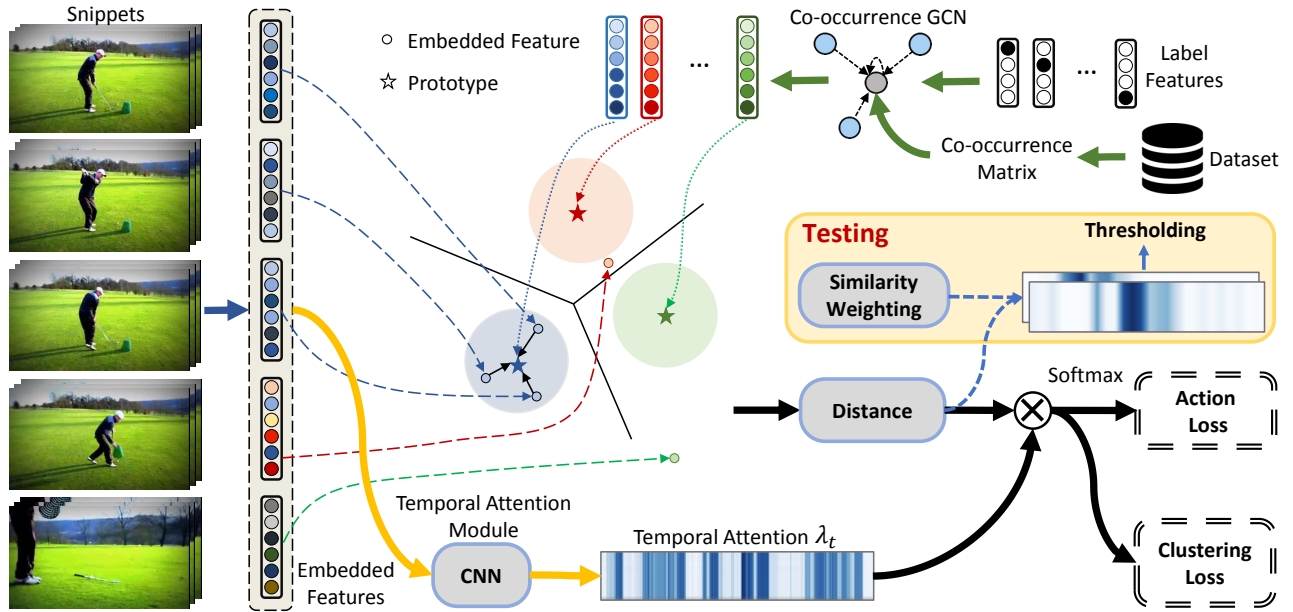 Snippets
Embedded Feature
Prototype
...
Co-occurrence GCN
...
Label
Features
Co-occurrence
Matrix
Dataset
Testing
Thresholding
Similarity
Weighting
Softmax
Distance
Action
Loss
Temporal Attention
Module
CNN
Temporal Attention λt
Embedded
Features
Clustering
Loss